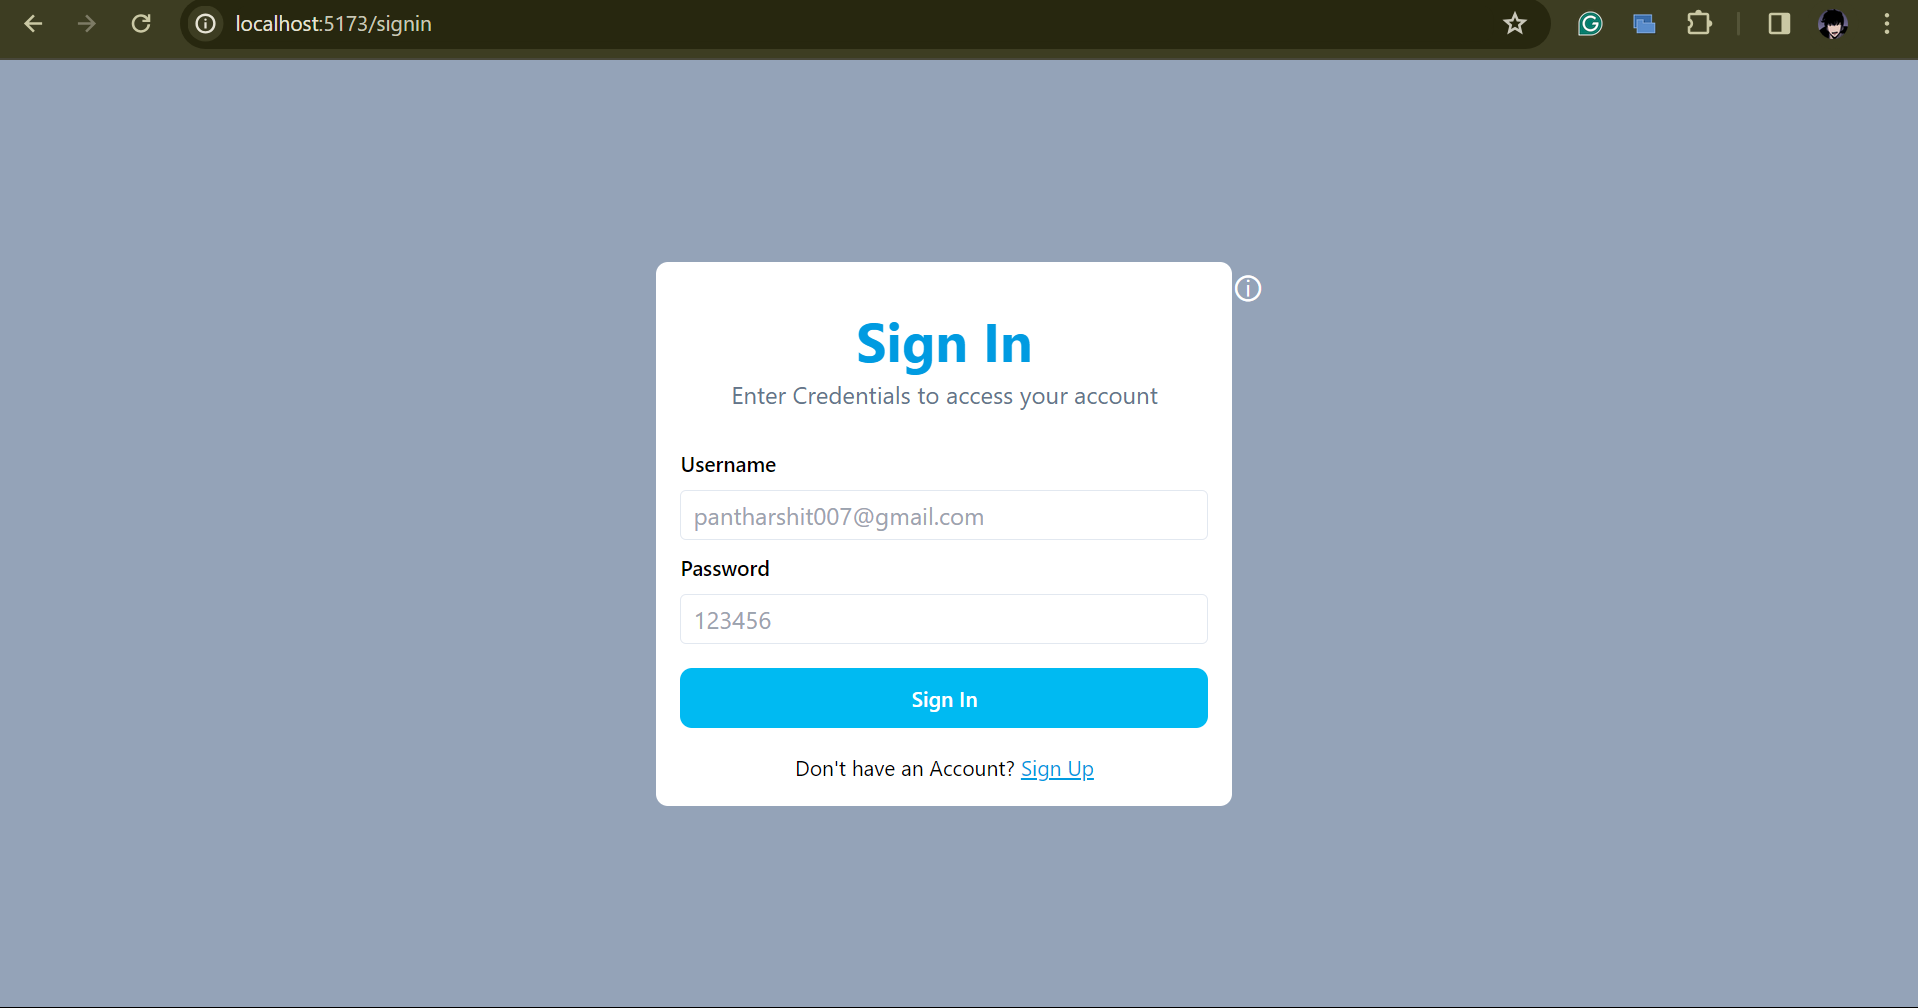 localhost:5173/signin
Sign In
Enter Credentials to access your account
Username
pantharshit007@gmail.com
Password
123456
Sign In
Don't have an Account? Sign Up